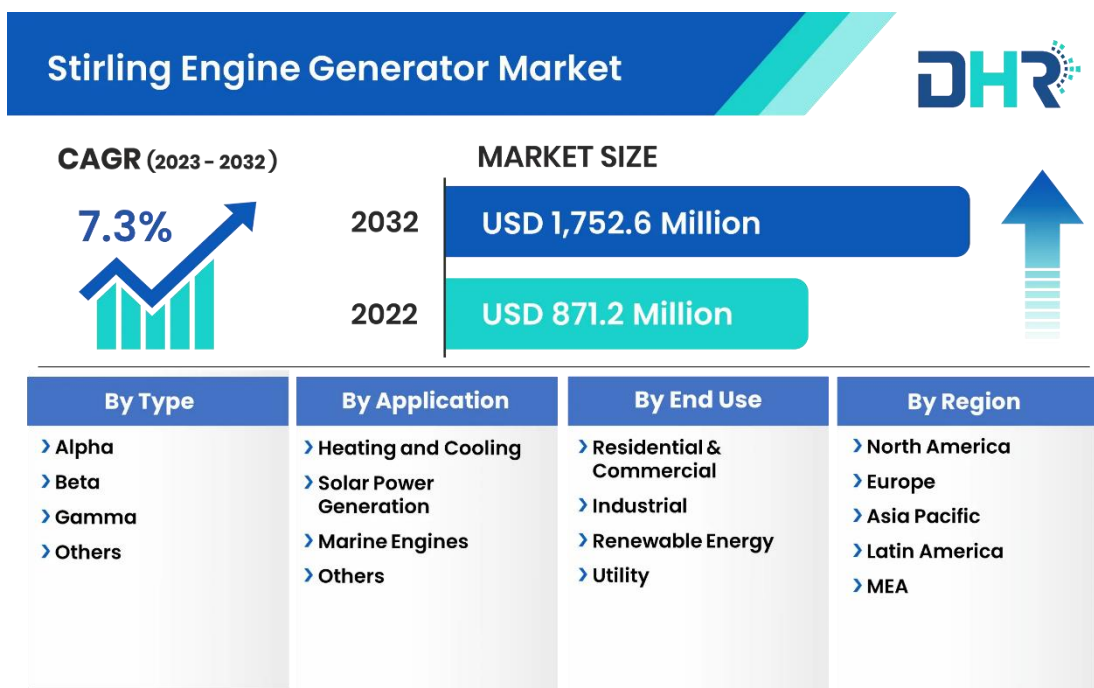 Stirling Engine Generator Market
DHR
CAGR (2023 - 2032)
7.3%
MARKET SIZE
2032
USD 1,752.6 Million
2022
USD 871.2 Million
By Type
Alpha
Beta
Gamma
Others
By Application
Heating and Cooling
Solar Power
Generation
Marine Engines
Others
By End Use
Residential &
Commercial
Industrial
Renewable Energy
Utility
By Region
North America
Europe
Asia Pacific
Latin America
MEA